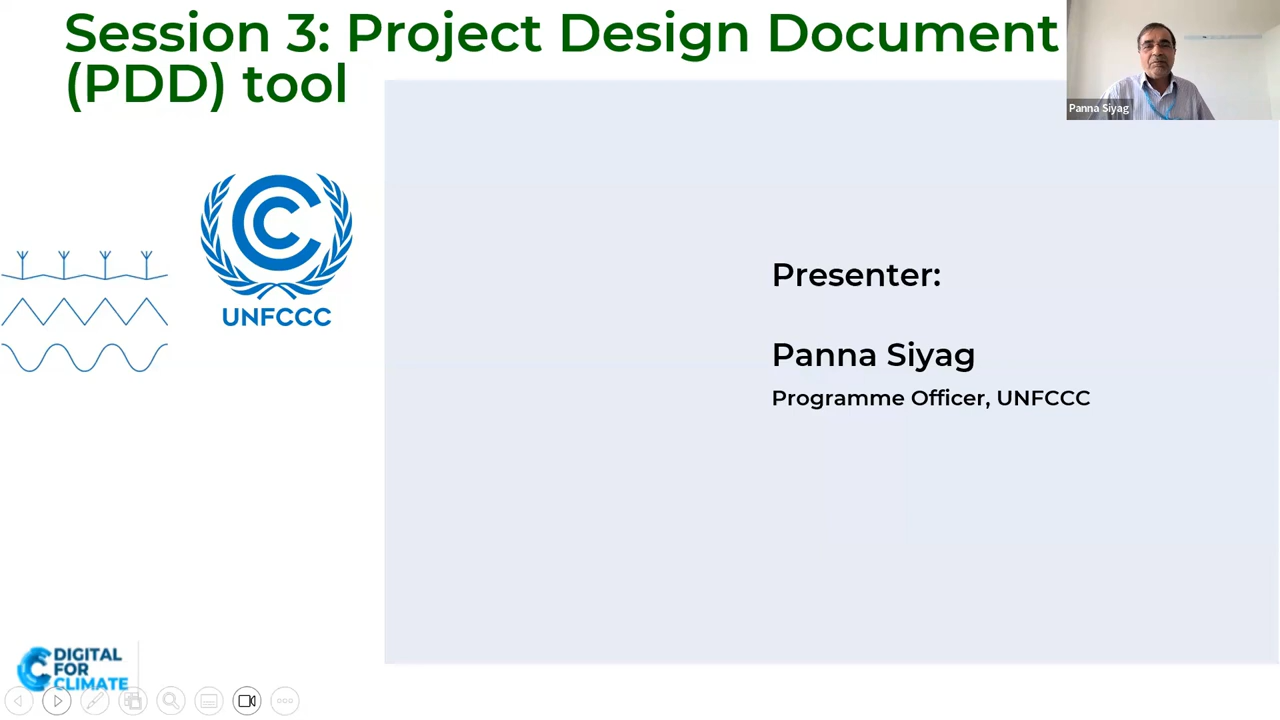 Session 3: Project Design Document
(PDD) tool
Panna Siyag
UNFCCC
Presenter:
Panna Siyag
Programme Officer, UNFCCC
DIGITAL
FOR
CLIMATE